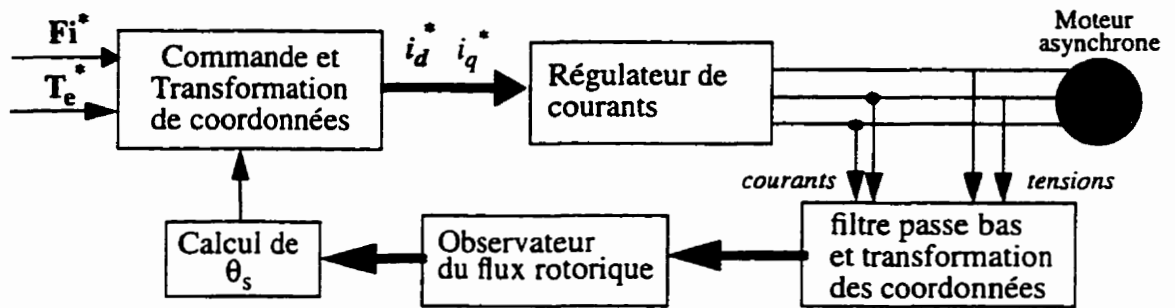 Fi*
Te*
Commande et
Transformation
de coordonnées
id* iq*
Régulateur de
courants
Moteur
asynchrone
courants
tensions
Calcul de
θs
Observateur
du flux rotorique
filtre passe bas
et transformation
des coordonnées